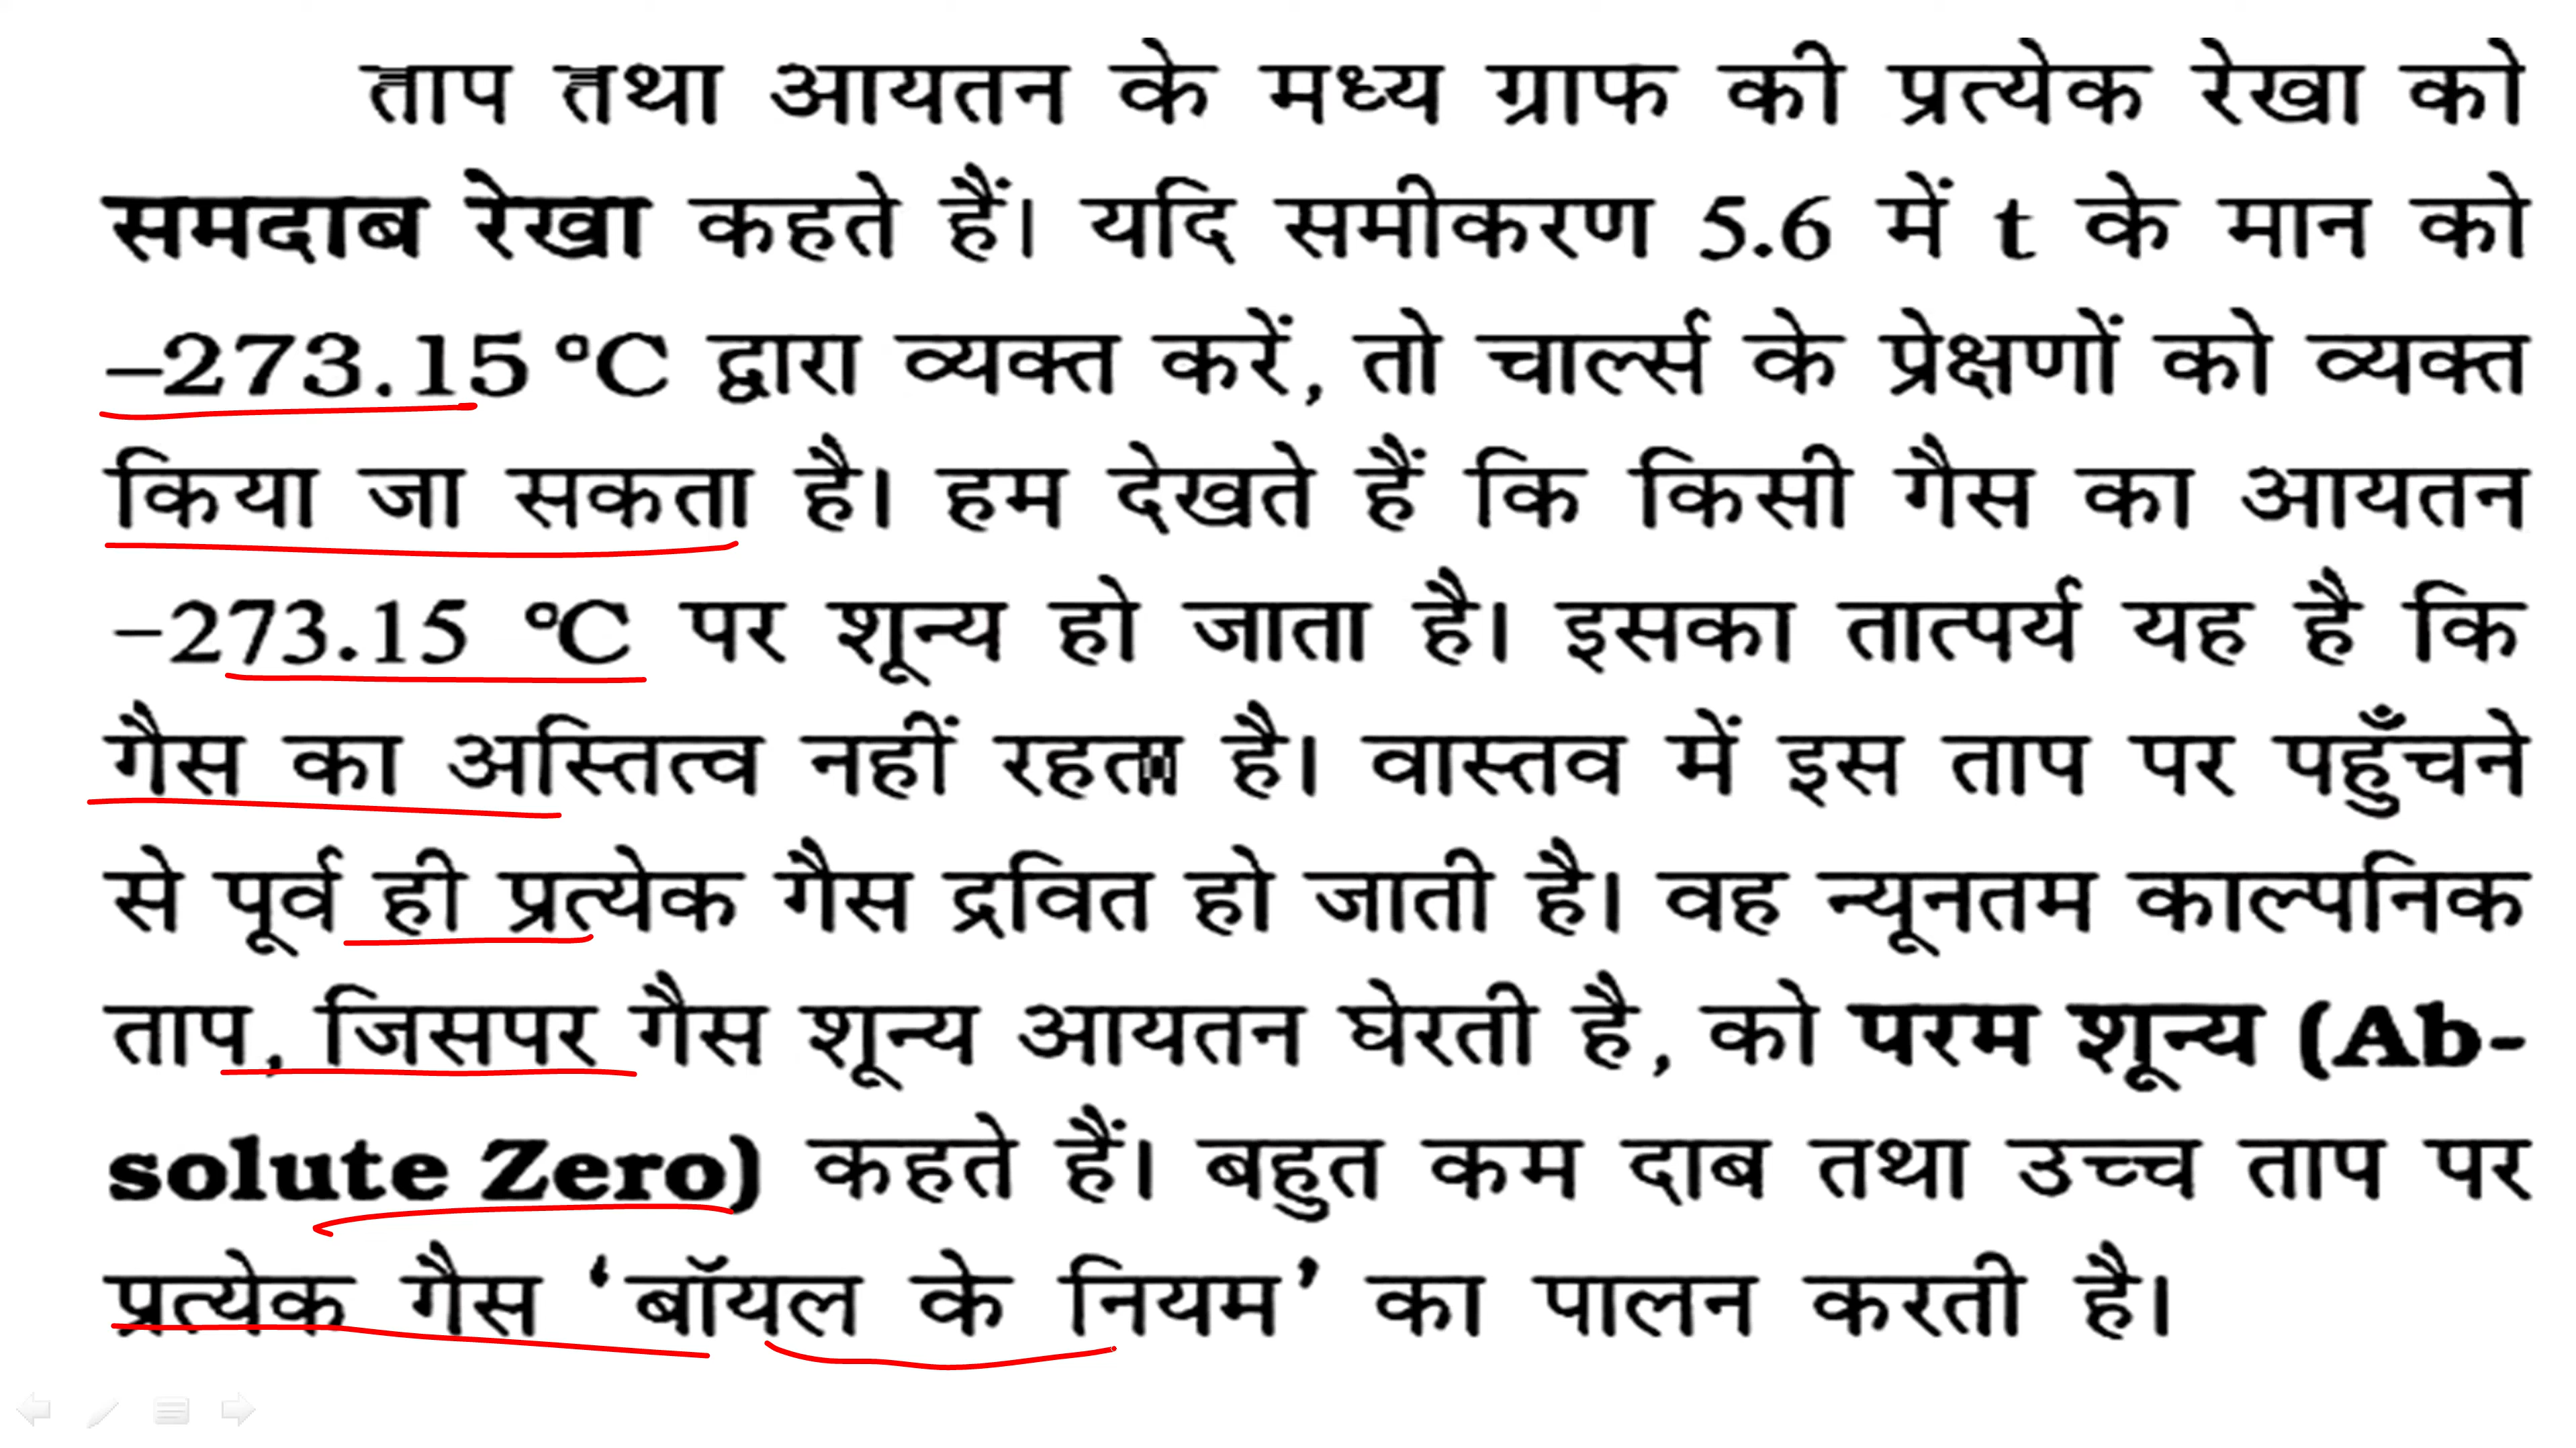 ताप तथा आयतन के मध्य ग्राफ की प्रत्येक रेखा को
समदाब रेखा कहते हैं। यदि समीकरण 5.6 में t के मान को
–273.15 °C द्वारा व्यक्त करें, तो चार्ल्स के प्रेक्षणों को व्यक्त
किया जा सकता है। हम देखते हैं कि किसी गैस का आयतन
–273.15 °C पर शून्य हो जाता है। इसका तात्पर्य यह है कि
गैस का अस्तित्व नहीं रहता है। वास्तव में इस ताप पर पहुँचने
से पूर्व ही प्रत्येक गैस द्रवित हो जाती है। वह न्यूनतम काल्पनिक
ताप, जिसपर गैस शून्य आयतन घेरती है, को परम शून्य (Ab-
solute Zero) कहते हैं। बहुत कम दाब तथा उच्च ताप पर
प्रत्येक गैस ‘बॉयल के नियम’ का पालन करती है।